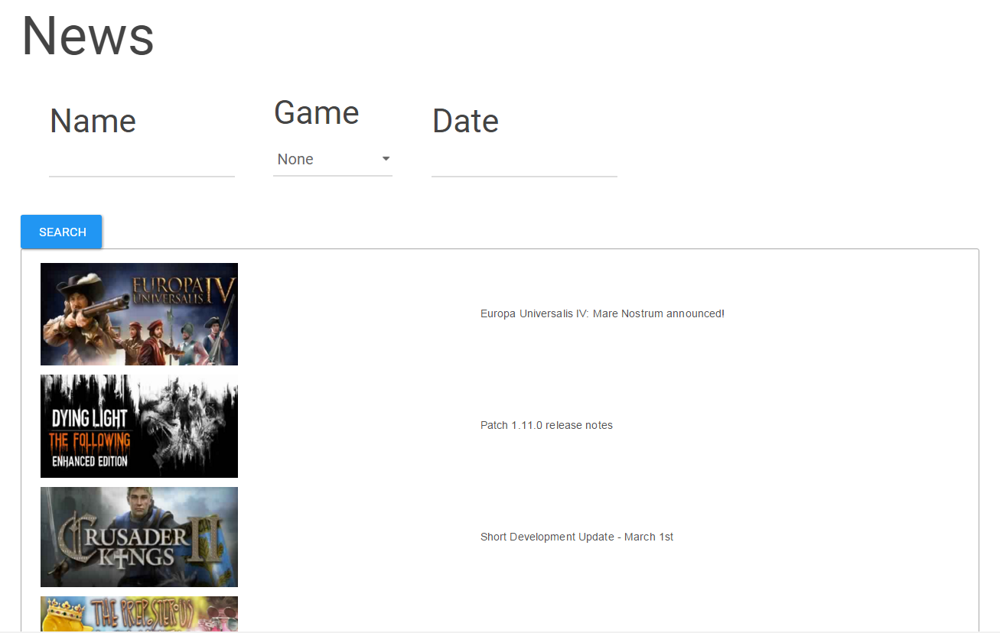 News
Name
Game
Date
None
SEARCH
EUROPA
UNIVERSALIS IV
Europa Universalis IV: Mare Nostrum announced!
DYING LIGHT
THE FOLLOWING
ENHANCED EDITION
Patch 1.11.0 release notes
CRUSADER
KINGS II
Short Development Update - March 1st
THE PREPOSTEROUS